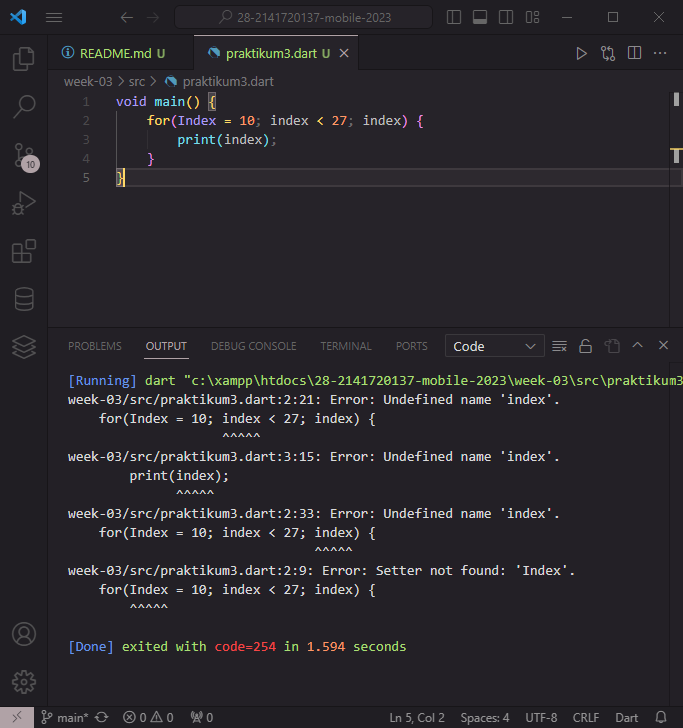 28-2141720137-mobile-2023
README.md U
praktikum3.dart U
week-03 > src > praktikum3.dart
1 void main() {
2 for(Index = 10; index < 27; index) {
3 print(index);
4 }
5 }
10
PROBLEMS OUTPUT DEBUG CONSOLE TERMINAL PORTS Code
[Running] dart "c:\xampp\htdocs\28-2141720137-mobile-2023\week-03\src\praktikum3
week-03/src/praktikum3.dart:2:21: Error: Undefined name 'index'.
for(Index = 10; index < 27; index) {
^^^^^
week-03/src/praktikum3.dart:3:15: Error: Undefined name 'index'.
print(index);
^^^^^
week-03/src/praktikum3.dart:2:33: Error: Undefined name 'index'.
for(Index = 10; index < 27; index) {
^^^^^
week-03/src/praktikum3.dart:2:9: Error: Setter not found: 'Index'.
for(Index = 10; index < 27; index) {
^^^^^
[Done] exited with code=254 in 1.594 seconds
main* 0 0 0 Ln 5, Col 2 Spaces: 4 UTF-8 CRLF Dart